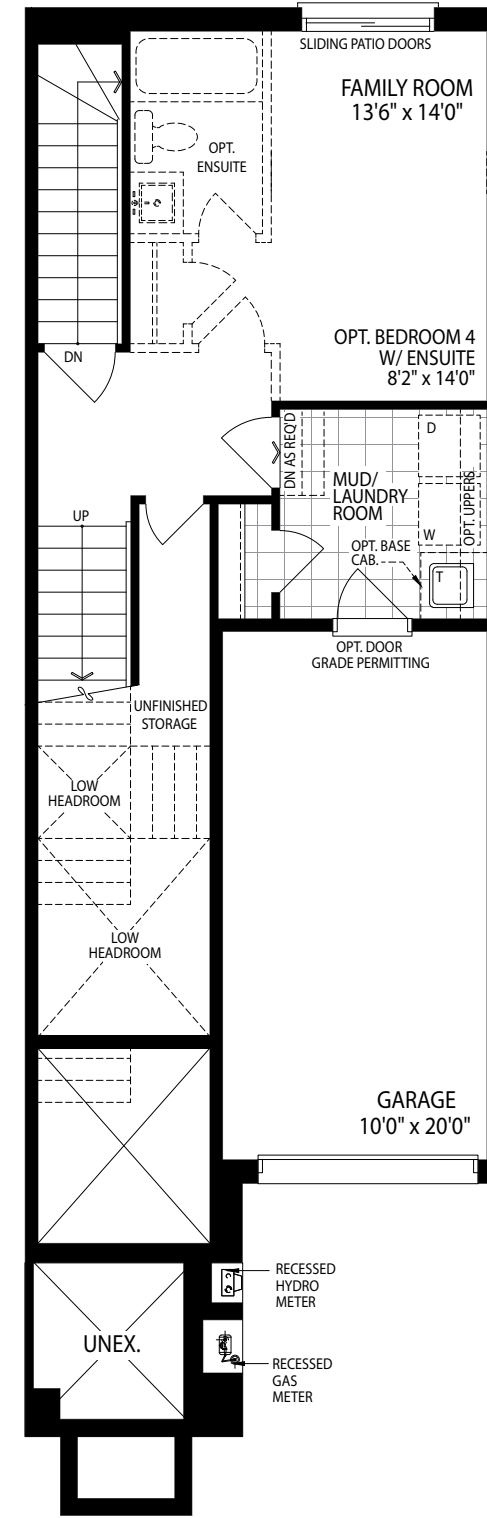 SLIDING PATIO DOORS
FAMILY ROOM
13'6" x 14'0"
OPT.
ENSUITE
OPT. BEDROOM 4
W/ ENSUITE
8'2" x 14'0"
DN
DN AS REQ'D
D
MUD/
LAUNDRY
ROOM
W
OPT. UPPERS
OPT. BASE
CAB.
T
UP
OPT. DOOR
GRADE PERMITTING
UNFINISHED
STORAGE
LOW
HEADROOM
LOW
HEADROOM
GARAGE
10'0" x 20'0"
RECESSED
HYDRO
METER
UNEX.
RECESSED
GAS
METER